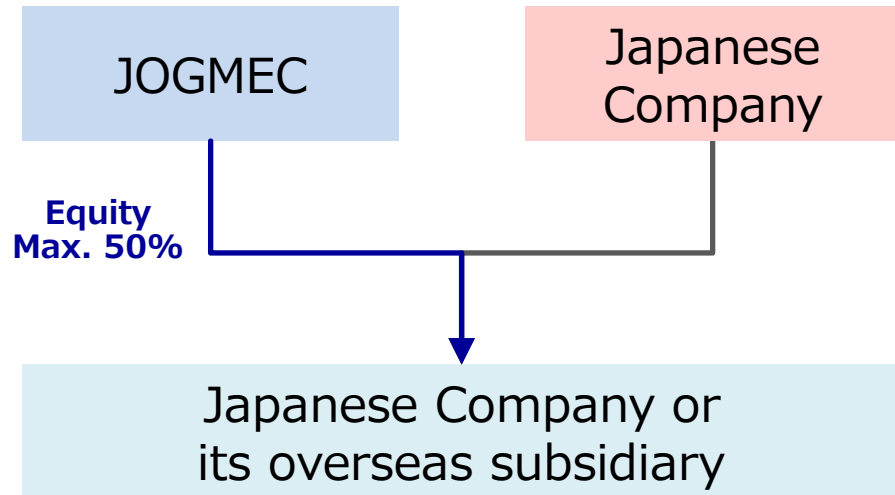 JOGMEC
Japanese
Company
Equity
Max. 50%
Japanese Company or
its overseas subsidiary